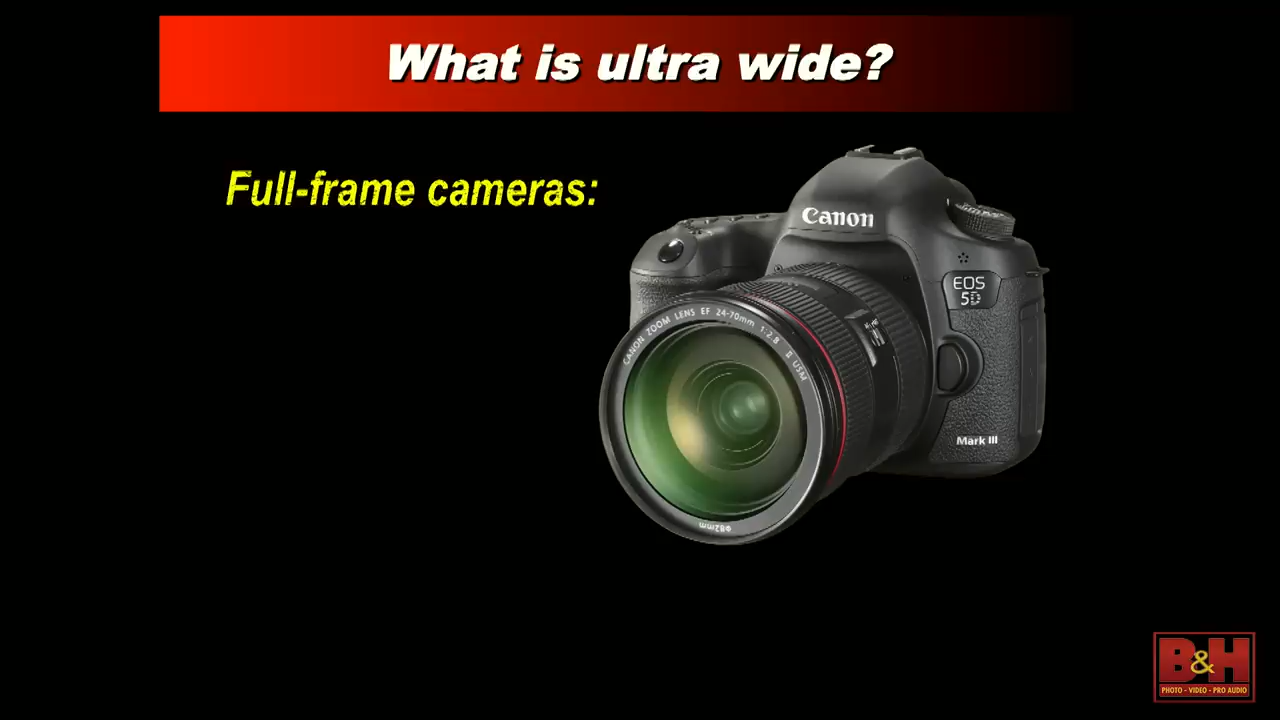 What is ultra wide?
Full-frame cameras:
Canon
EOS
5D
CANON ZOOM LENS EF 24-70mm 1:2.8 II USM
Mark III
ø82mm
B&H
PHOTO - VIDEO - PRO AUDIO